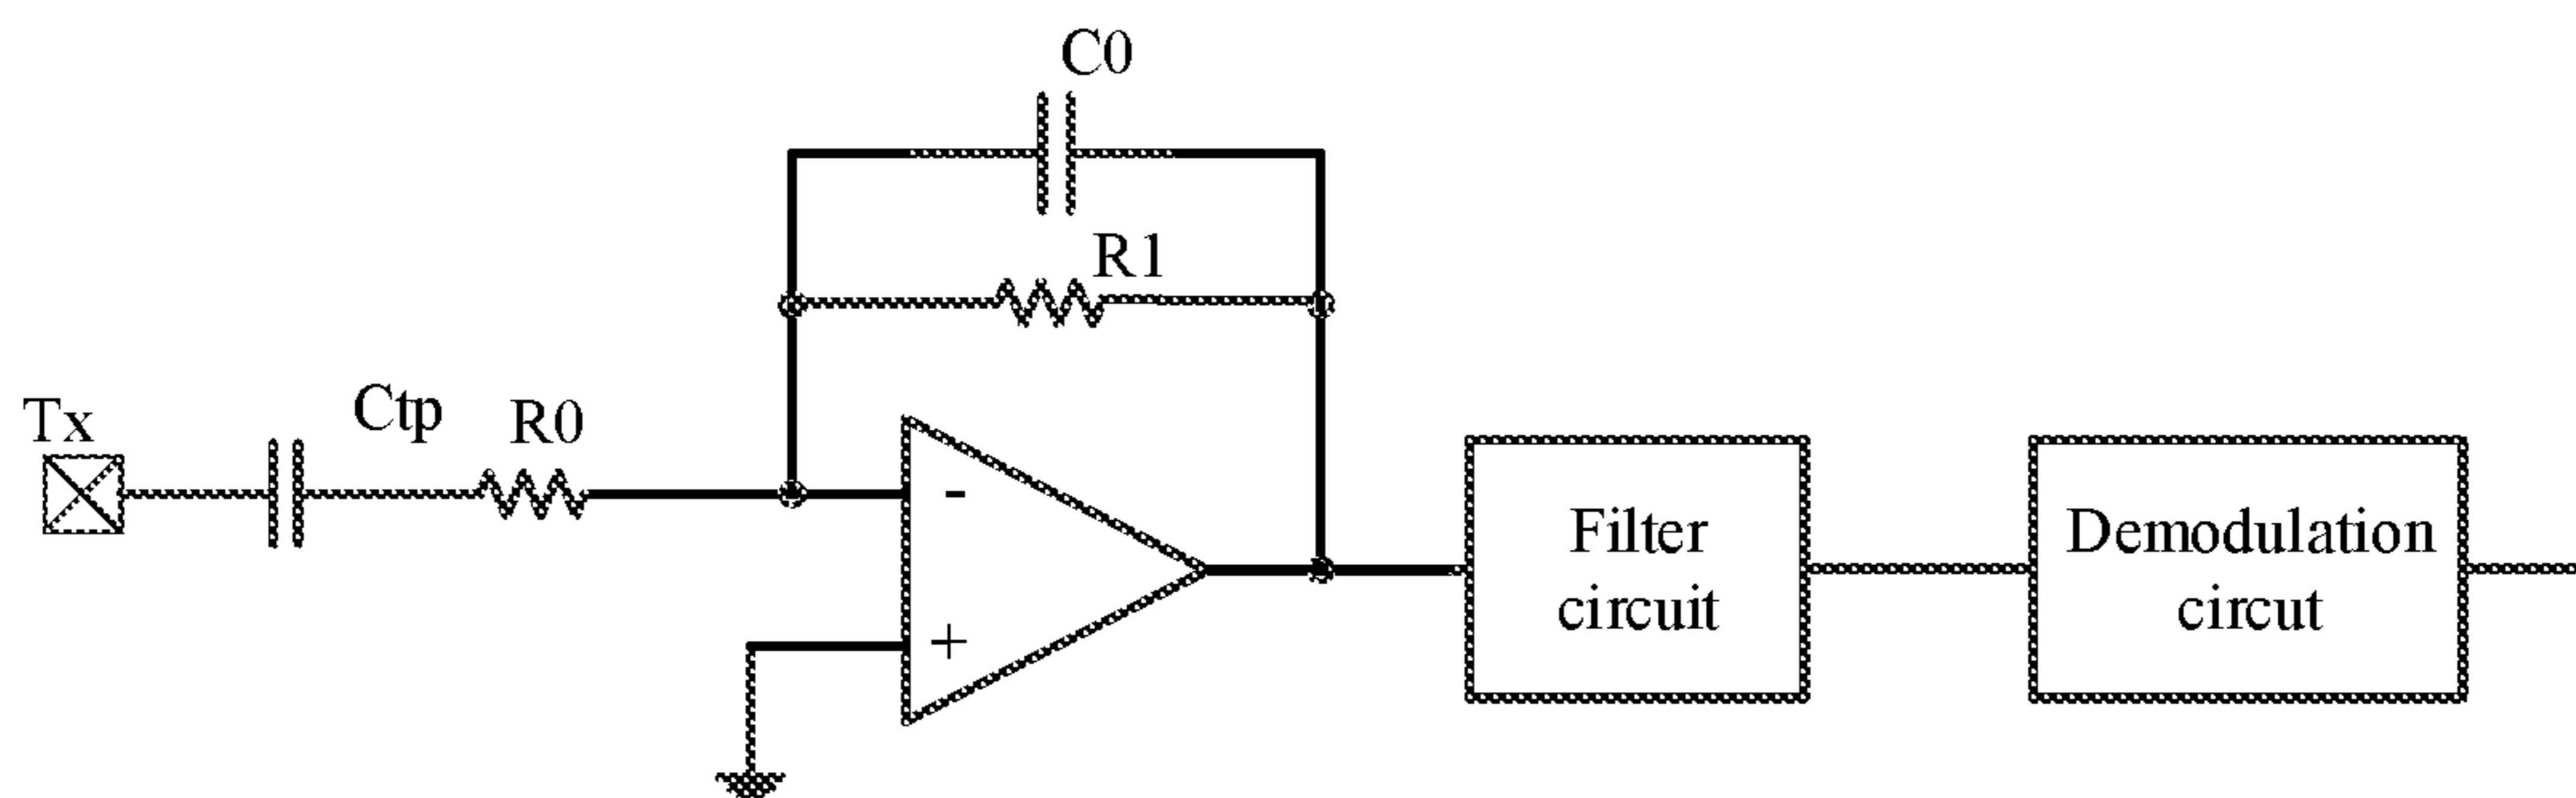 C0
R1
Tx
Ctp
R0
-
+
Filter
circuit
Demodulation
circut